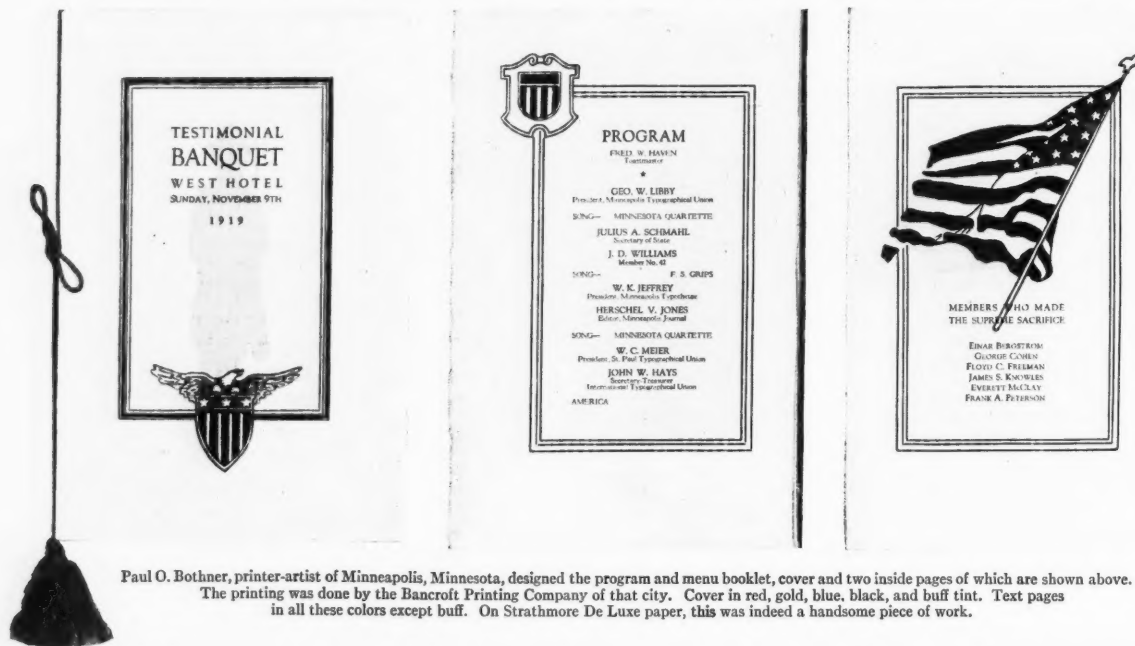 TESTIMONIAL
BANQUET
WEST HOTEL
SUNDAY, NOVEMBER 9TH
1919
PROGRAM
FRED. W. HAVEN
Toastmaster
GEO. W. LIBBY
President, Minneapolis Typographical Union
SONG— MINNESOTA QUARTETTE
JULIUS A. SCHMAHL
Secretary of State
J. D. WILLIAMS
Member No. 42
SONG— F. S. GRIPS
W. K. JEFFREY
President, Minneapolis Typothetae
HERSCHEL V. JONES
Editor, Minneapolis Journal
SONG— MINNESOTA QUARTETTE
W. C. MEIER
President, St. Paul Typographical Union
JOHN W. HAYS
Secretary-Treasurer
International Typographical Union
AMERICA
MEMBERS WHO MADE
THE SUPREME SACRIFICE
EINAR BERGSTROM
GEORGE COHEN
FLOYD C. FREEMAN
JAMES S. KNOWLES
EVERETT MCCLAY
FRANK A. PETERSON
Paul O. Bothner, printer-artist of Minneapolis, Minnesota, designed the program and menu booklet, cover and two inside pages of which are shown above.
The printing was done by the Bancroft Printing Company of that city. Cover in red, gold, blue, black, and buff tint. Text pages
in all these colors except buff. On Strathmore De Luxe paper, this was indeed a handsome piece of work.